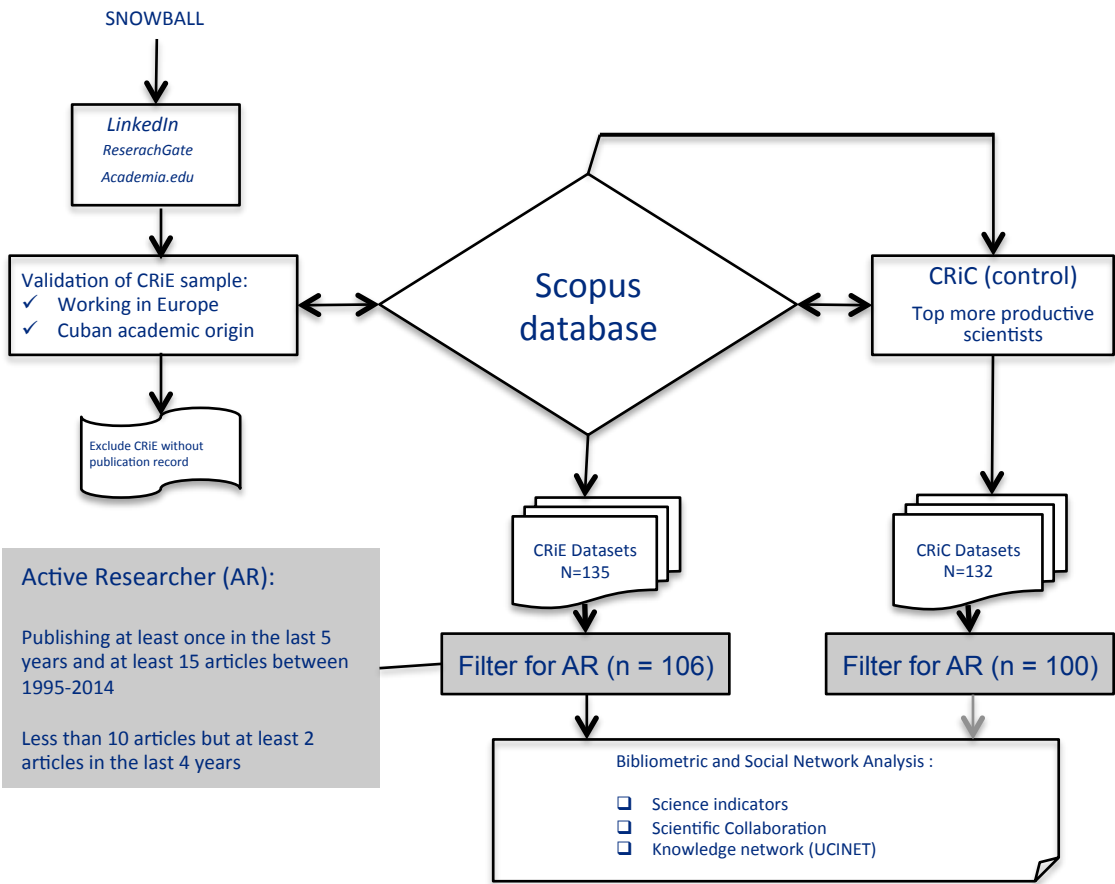 SNOWBALL
LinkedIn
ReserachGate
Academia.edu
Validation of CRiE sample:
✓ Working in Europe
✓ Cuban academic origin
Exclude CRiE without
publication record
Scopus
database
CRiC (control)
Top more productive
scientists
CRiE Datasets
N=135
CRiC Datasets
N=132
Active Researcher (AR):
Publishing at least once in the last 5
years and at least 15 articles between
1995-2014
Less than 10 articles but at least 2
articles in the last 4 years
Filter for AR (n = 106)
Filter for AR (n = 100)
Bibliometric and Social Network Analysis :
❑ Science indicators
❑ Scientific Collaboration
❑ Knowledge network (UCINET)